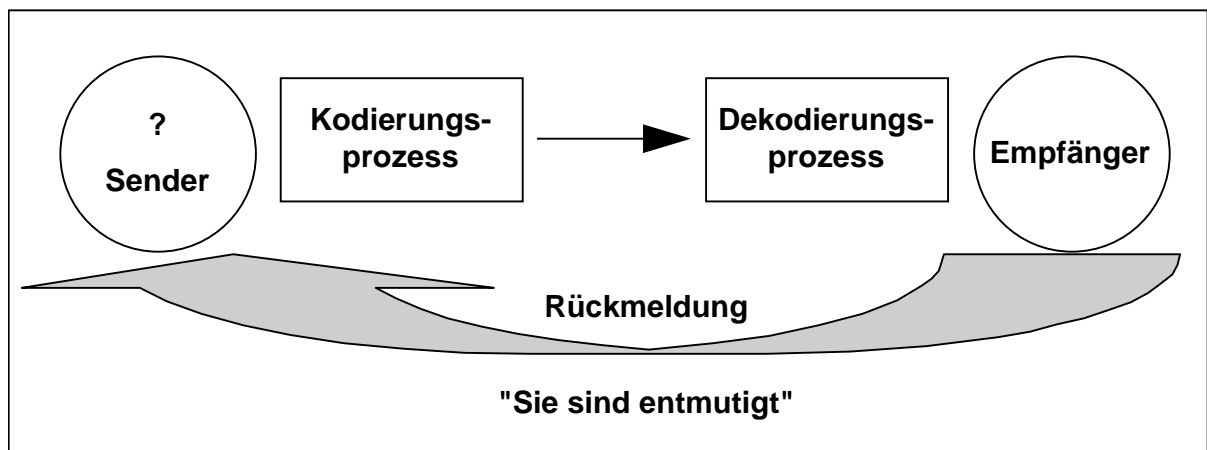 ?
Sender
Kodierungs-
prozess
Dekodierungs-
prozess
Empfänger
Rückmeldung
"Sie sind entmutigt"